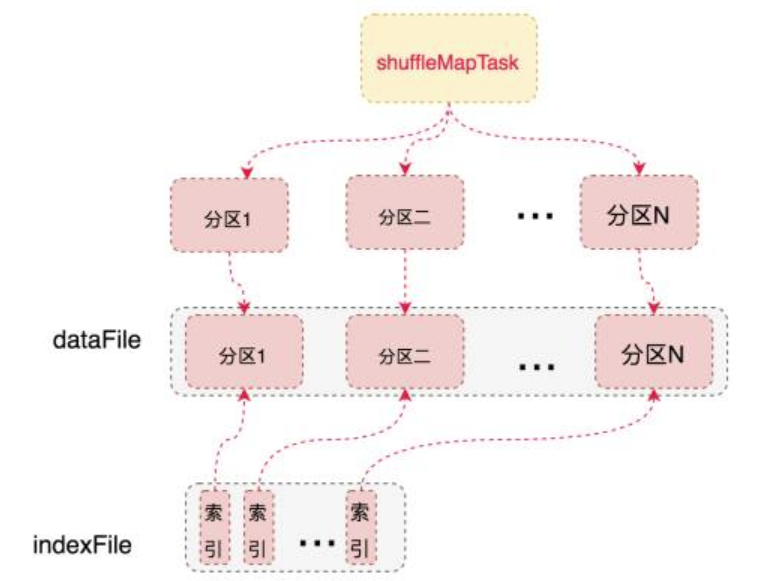 shuffleMapTask
分区1
分区二
...
分区N
dataFile
分区1
分区二
...
分区N
indexFile
索
引
索
引
...
索
引